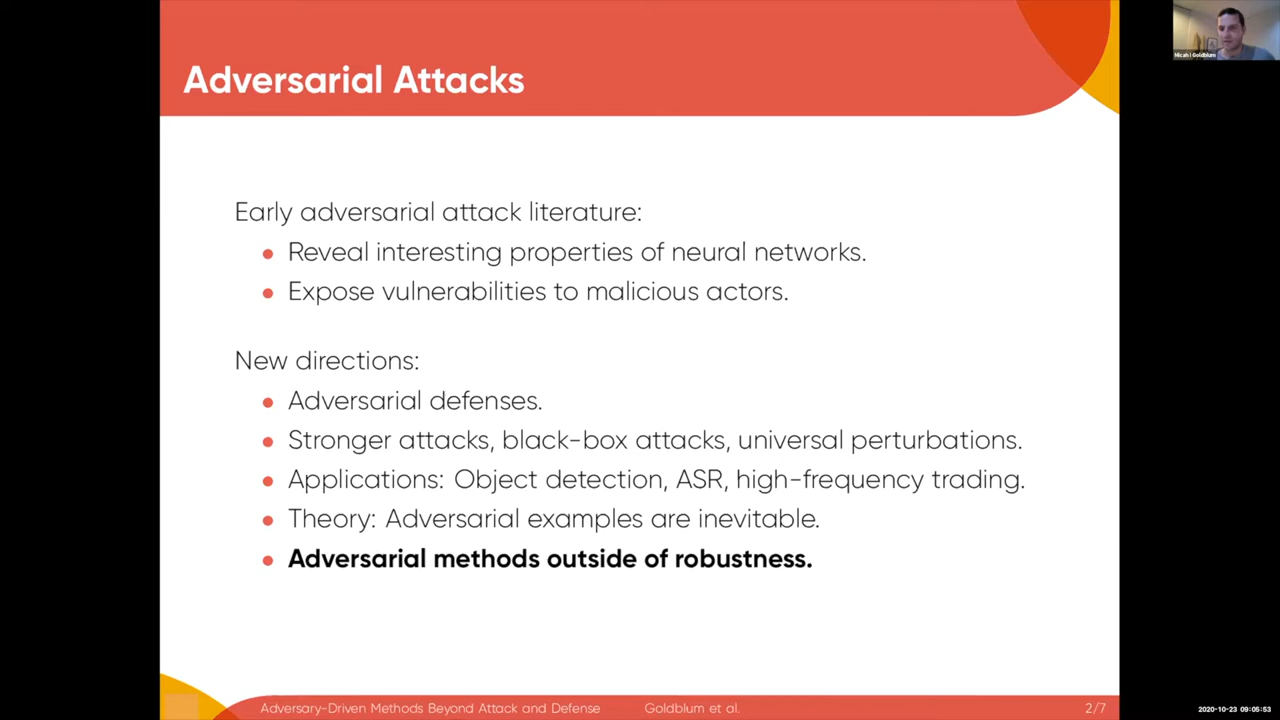 Adversarial Attacks
Micah I Goldblum
Early adversarial attack literature:
Reveal interesting properties of neural networks.
Expose vulnerabilities to malicious actors.
New directions:
Adversarial defenses.
Stronger attacks, black-box attacks, universal perturbations.
Applications: Object detection, ASR, high-frequency trading.
Theory: Adversarial examples are inevitable.
Adversarial methods outside of robustness.
Adversary-Driven Methods Beyond Attack and Defense Goldblum et al. 2/7
2020-10-23 09:05:53